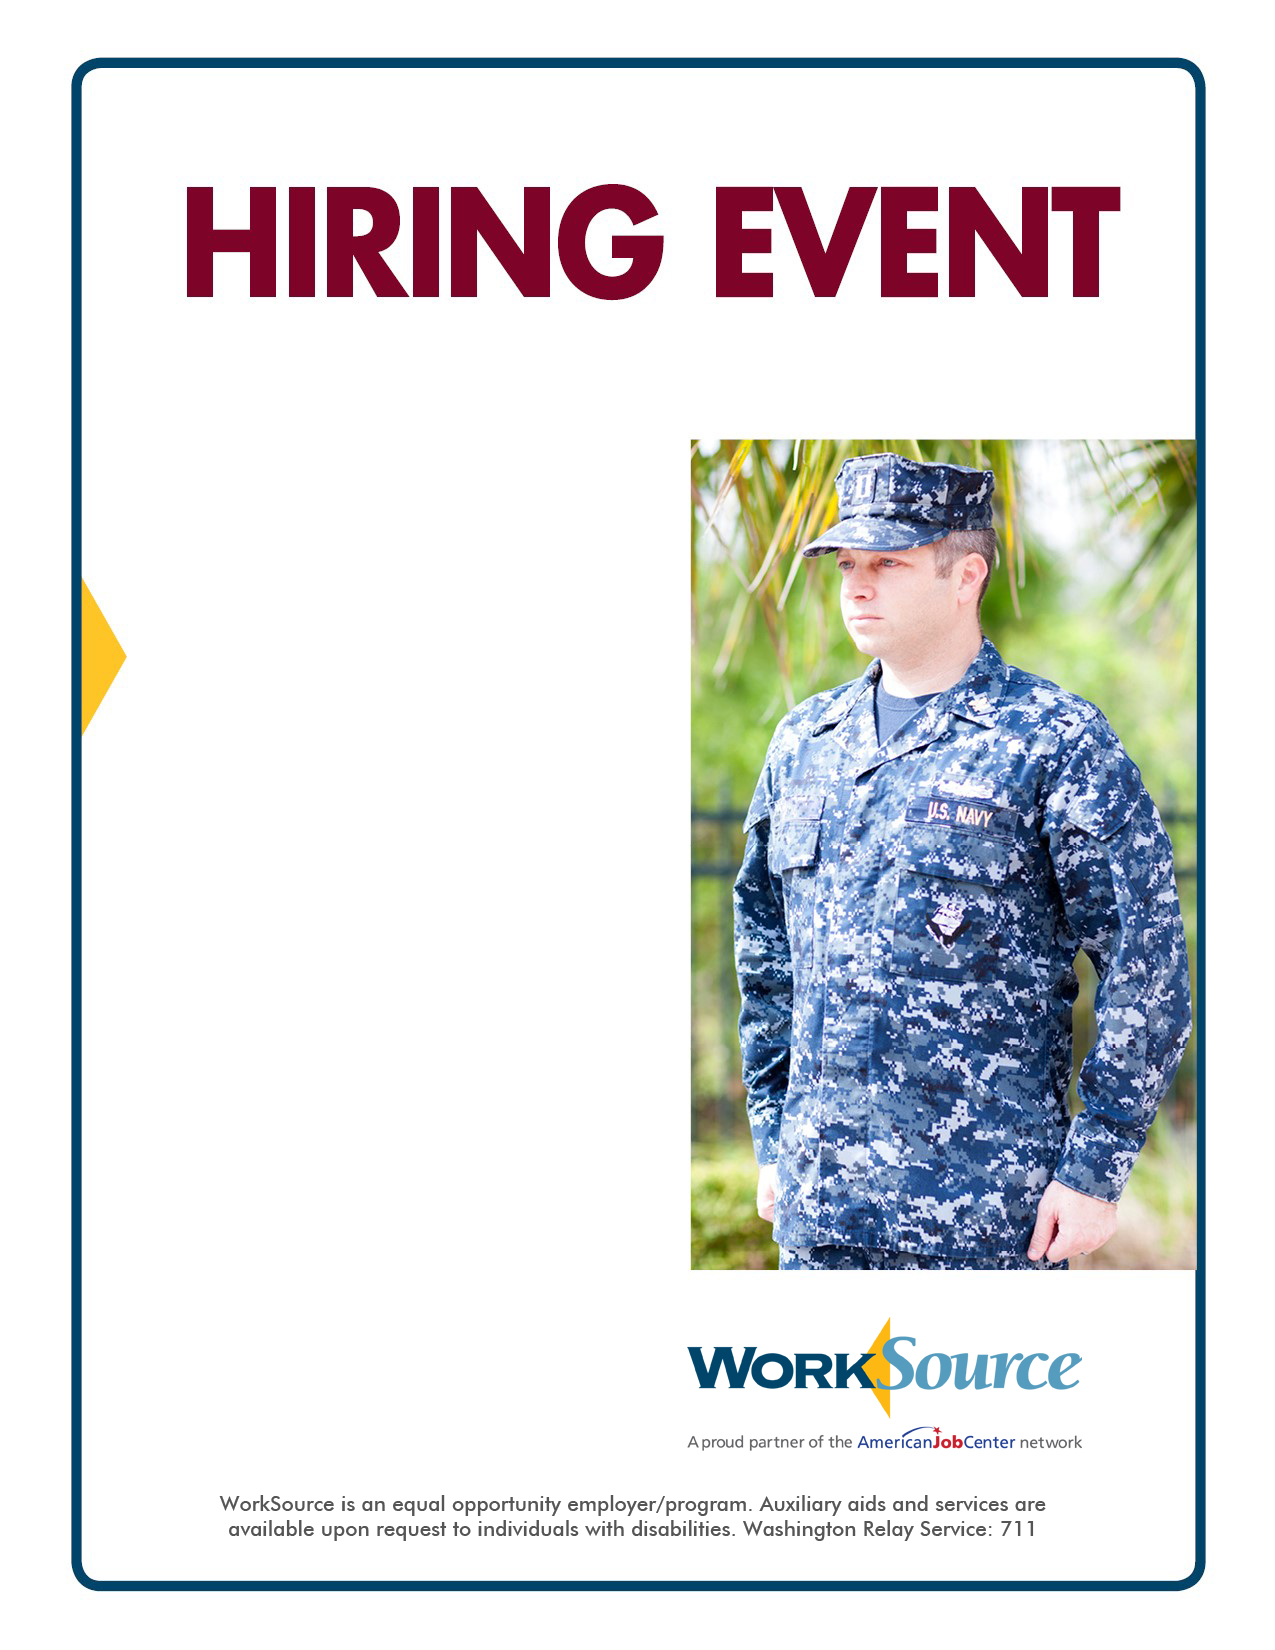 HIRING EVENT
U.S. NAVY
WORKSource
A proud partner of the AmericanJobCenter network
WorkSource is an equal opportunity employer/program. Auxiliary aids and services are
available upon request to individuals with disabilities. Washington Relay Service: 711